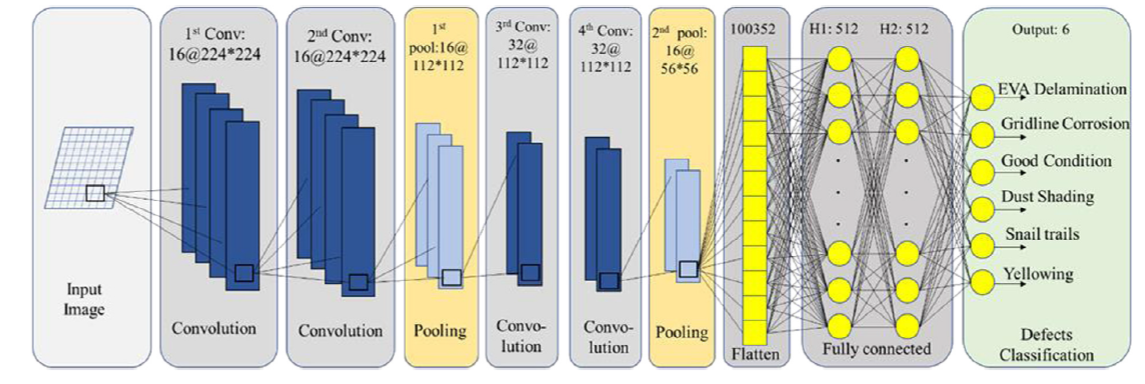 Input
Image
1st Conv:
16@224*224
Convolution
2nd Conv:
16@224*224
Convolution
1st
pool:16@
112*112
Pooling
3rd Conv:
32@
112*112
Convo-
lution
4th Conv:
32@
112*112
Convo-
lution
2nd pool:
16@
56*56
Pooling
100352
Flatten
H1: 512 H2: 512
Fully connected
Output: 6
EVA Delamination
Gridline Corrosion
Good Condition
Dust Shading
Snail trails
Yellowing
Defects
Classification